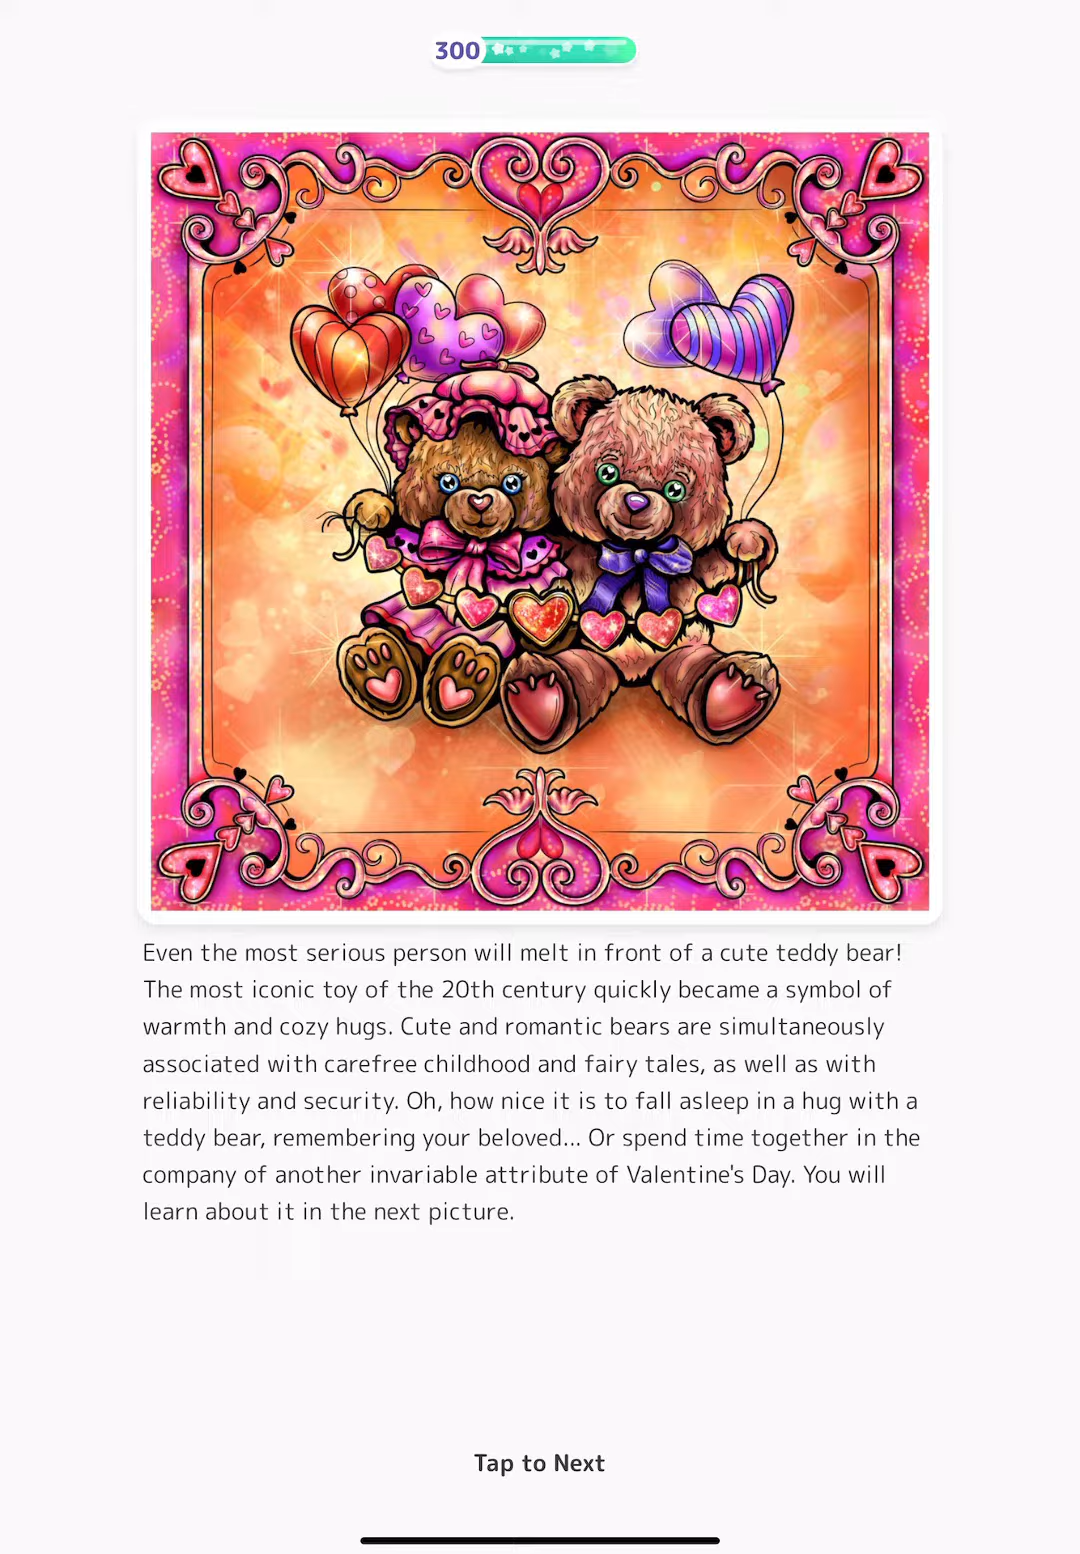 300
Even the most serious person will melt in front of a cute teddy bear!
The most iconic toy of the 20th century quickly became a symbol of
warmth and cozy hugs. Cute and romantic bears are simultaneously
associated with carefree childhood and fairy tales, as well as with
reliability and security. Oh, how nice it is to fall asleep in a hug with a
teddy bear, remembering your beloved... Or spend time together in the
company of another invariable attribute of Valentine's Day. You will
learn about it in the next picture.
Tap to Next